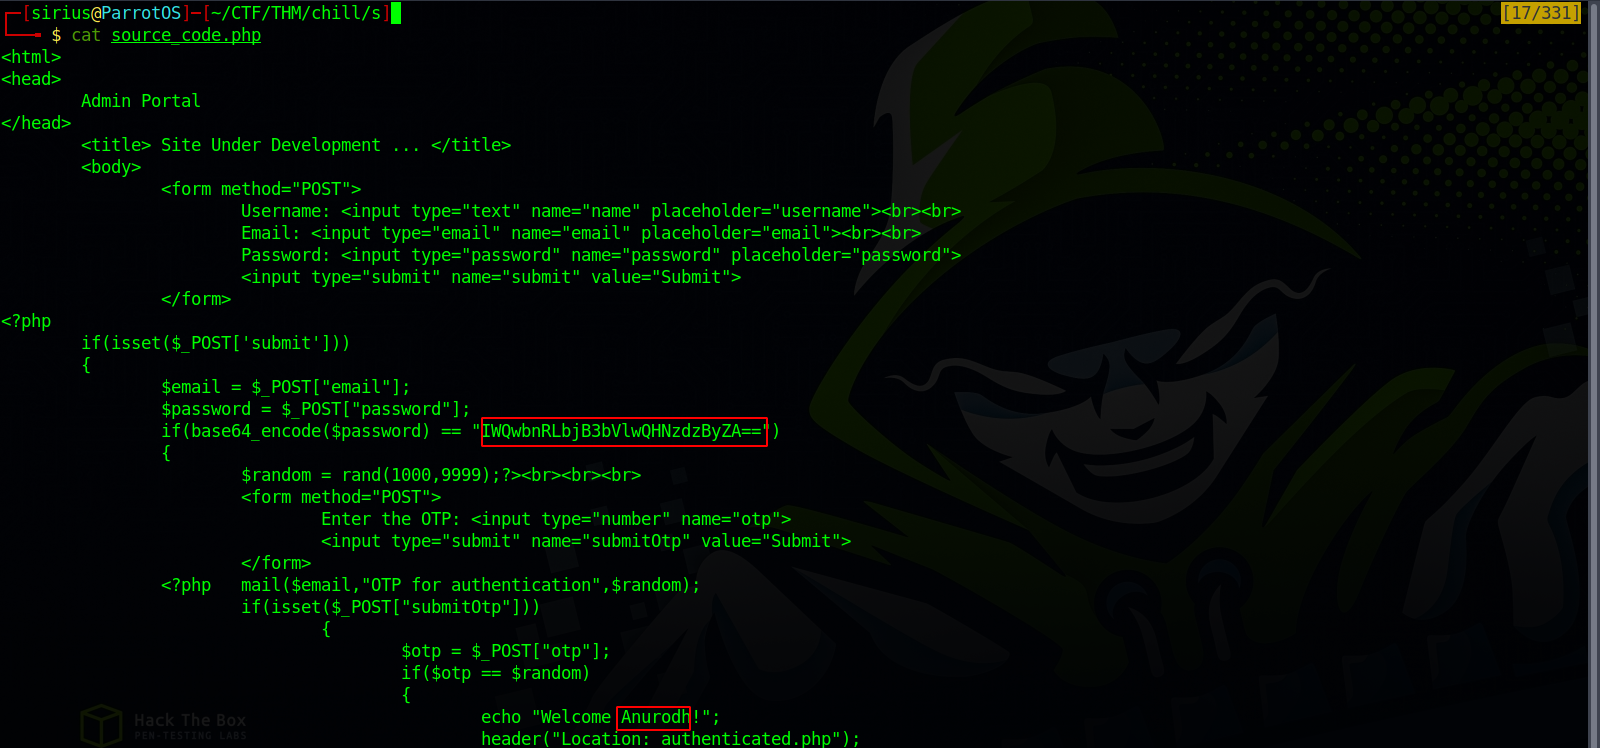 ┌─[sirius@ParrotOS]─[~/CTF/THM/chill/s] [17/331]
└──╼ $ cat source_code.php
<html>
<head>
        Admin Portal
</head>
        <title> Site Under Development ... </title>
        <body>
                <form method="POST">
                        Username: <input type="text" name="name" placeholder="username"><br><br>
                        Email: <input type="email" name="email" placeholder="email"><br><br>
                        Password: <input type="password" name="password" placeholder="password">
                        <input type="submit" name="submit" value="Submit">
                </form>
<?php
        if(isset($_POST['submit']))
        {
                $email = $_POST["email"];
                $password = $_POST["password"];
                if(base64_encode($password) == "IWQwbnRLbjB3bVlwQHNzdzByZA==")
                {
                        $random = rand(1000,9999);?><br><br><br>
                        <form method="POST">
                                Enter the OTP: <input type="number" name="otp">
                                <input type="submit" name="submitOtp" value="Submit">
                        </form>
                <?php   mail($email,"OTP for authentication",$random);
                        if(isset($_POST["submitOtp"]))
                                {
                                        $otp = $_POST["otp"];
                                        if($otp == $random)
                                        {
                                                echo "Welcome Anurodh!";
                                                header("Location: authenticated.php");
Hack The Box
PEN-TESTING LABS